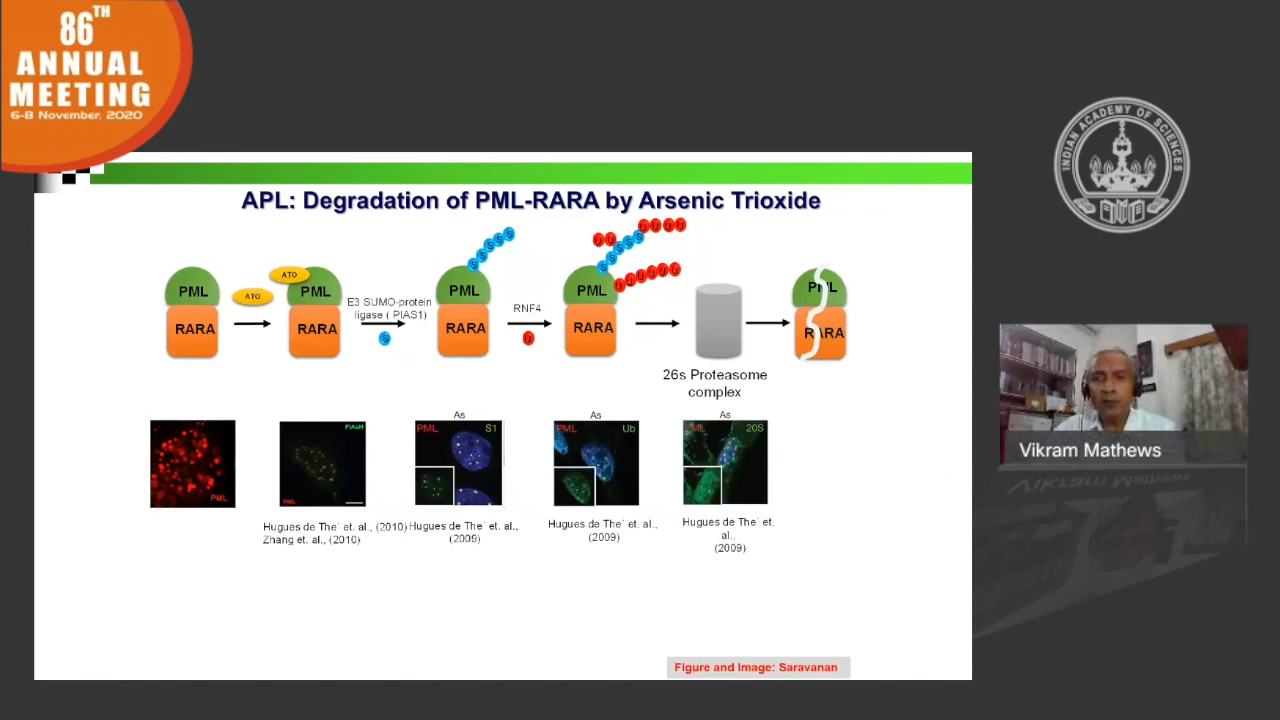 86TH
ANNUAL
MEETING
6-8 November, 2020
INDIAN ACADEMY OF SCIENCES
APL: Degradation of PML-RARA by Arsenic Trioxide
PML
RARA
ATO
ATO
PML
RARA
E3 SUMO-protein
ligase ( PIAS1)
S
S S S S S
PML
RARA
RNF4
U
U U
U U U U
S S S S S
U U U U U U
PML
RARA
26s Proteasome
complex
PML
RARA
PML
PIAsH
PML
As
PML
S1
As
PML
Ub
As
PML
20S
Hugues de The´ et. al., (2010)
Zhang et. al., (2010)
Hugues de The´ et. al.,
(2009)
Hugues de The´ et. al.,
(2009)
Hugues de The´ et.
al.,
(2009)
Figure and Image: Saravanan
Vikram Mathews